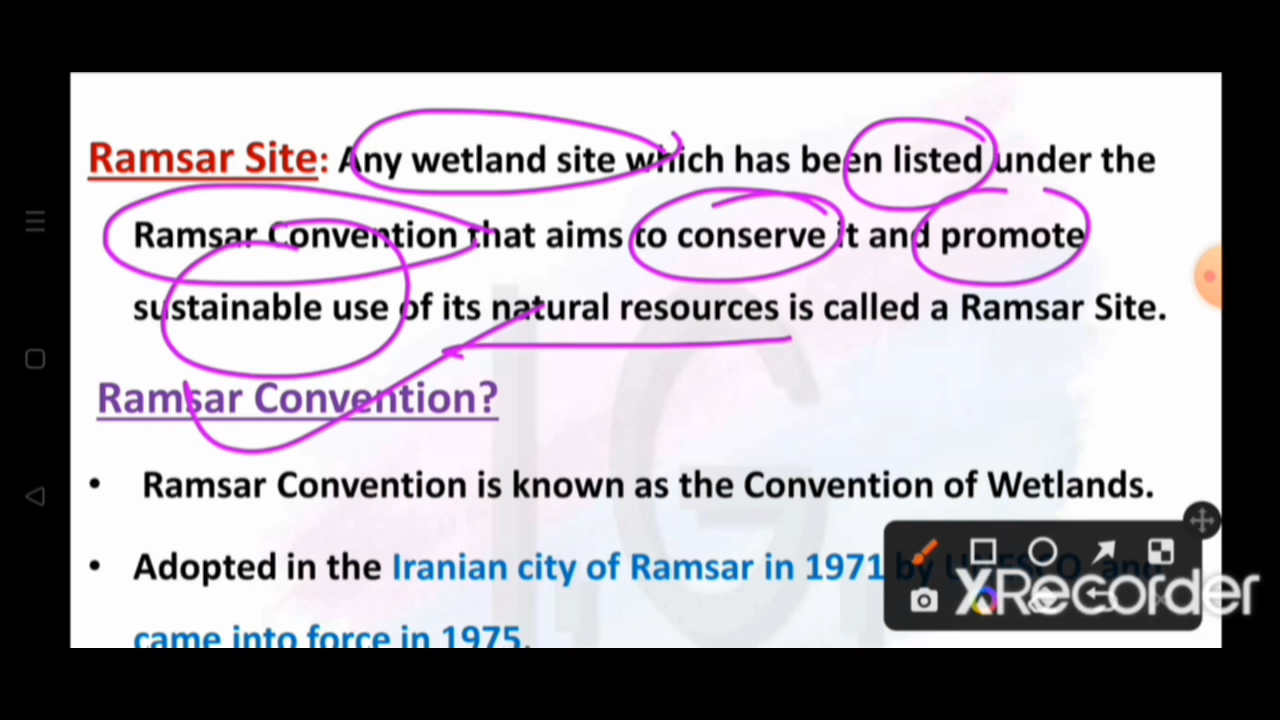 Ramsar Site: Any wetland site which has been listed under the
Ramsar Convention that aims to conserve it and promote
sustainable use of its natural resources is called a Ramsar Site.
Ramsar Convention?
• Ramsar Convention is known as the Convention of Wetlands.
• Adopted in the Iranian city of Ramsar in 1971 by UNESCO, and
came into force in 1975.
XRecorder
IG